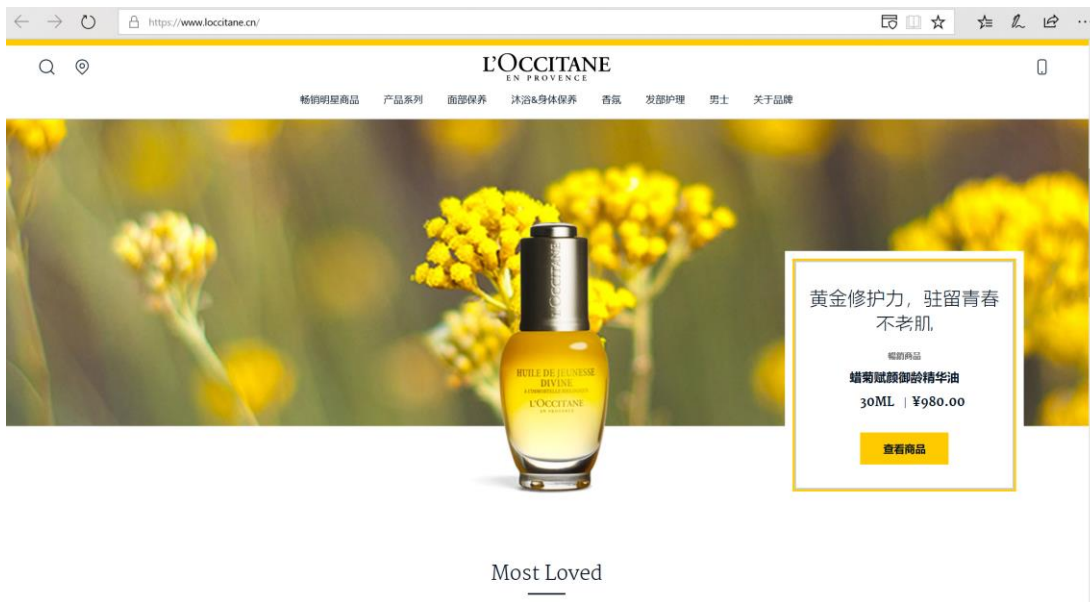 https://www.loccitane.cn/
L'OCCITANE
EN PROVENCE
畅销明星商品 产品系列 面部保养 沐浴&身体保养 香氛 发部护理 男士 关于品牌
L'OCCITANE
HUILE DE JEUNESSE
DIVINE
L'OCCITANE
EN PROVENCE
黄金修护力，驻留青春
不老肌
暢銷商品
蜡菊赋颜御龄精华油
30ML | ¥980.00
查看商品
Most Loved